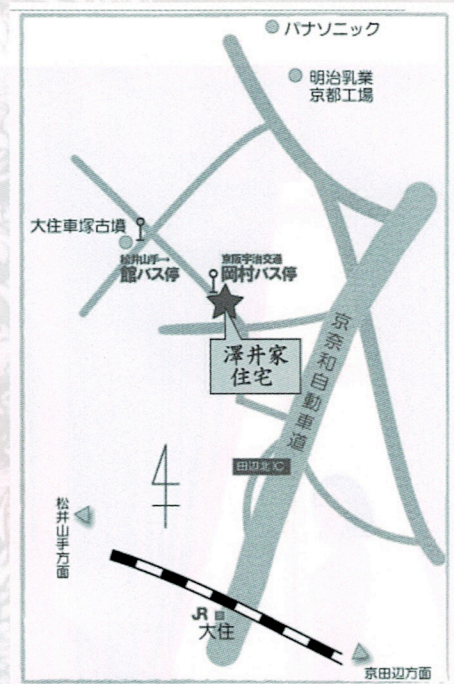 パナソニック
明治乳業
京都工場
大住車塚古墳
松井山手→
館バス停
京阪宇治交通
岡村バス停
澤井家
住宅
京奈和自動車道
田辺北IC
松井山手方面
JR
大住
京田辺方面